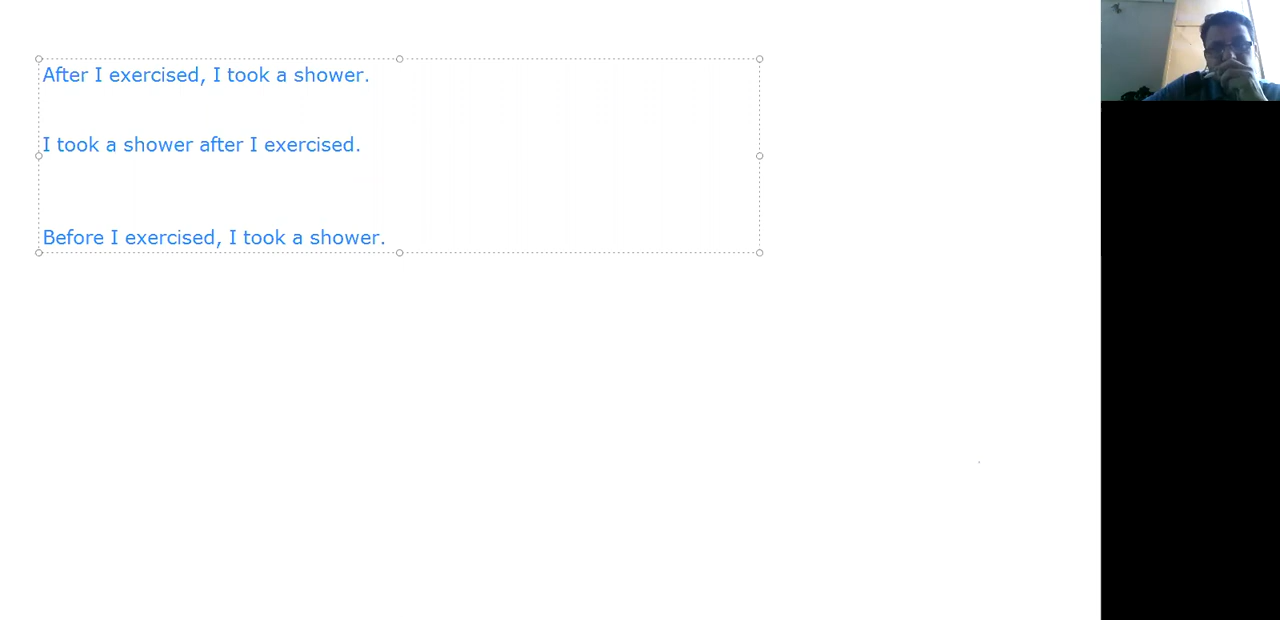 After I exercised, I took a shower.
I took a shower after I exercised.
Before I exercised, I took a shower.